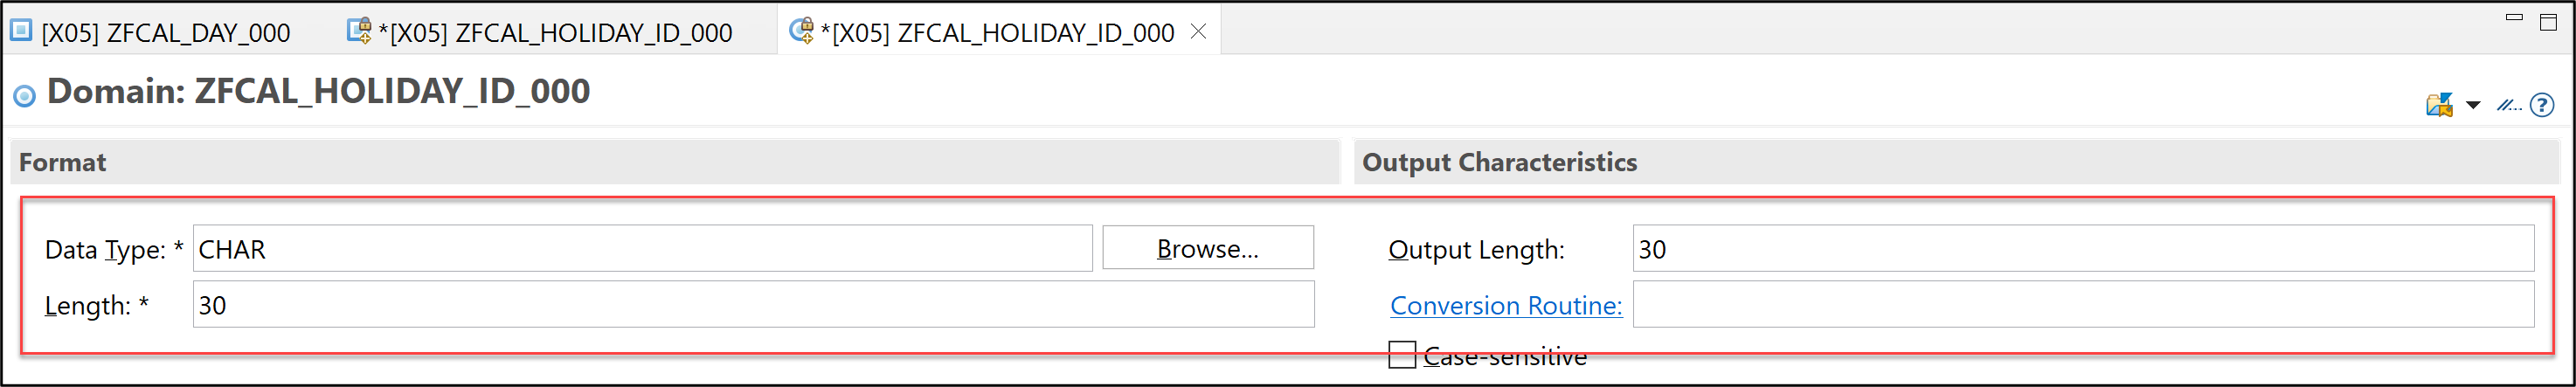 [X05] ZFCAL_DAY_000 *[X05] ZFCAL_HOLIDAY_ID_000 *[X05] ZFCAL_HOLIDAY_ID_000
Domain: ZFCAL_HOLIDAY_ID_000
Format
Output Characteristics
Data Type: * CHAR Browse...
Output Length: 30
Length: * 30
Conversion Routine:
Case-sensitive